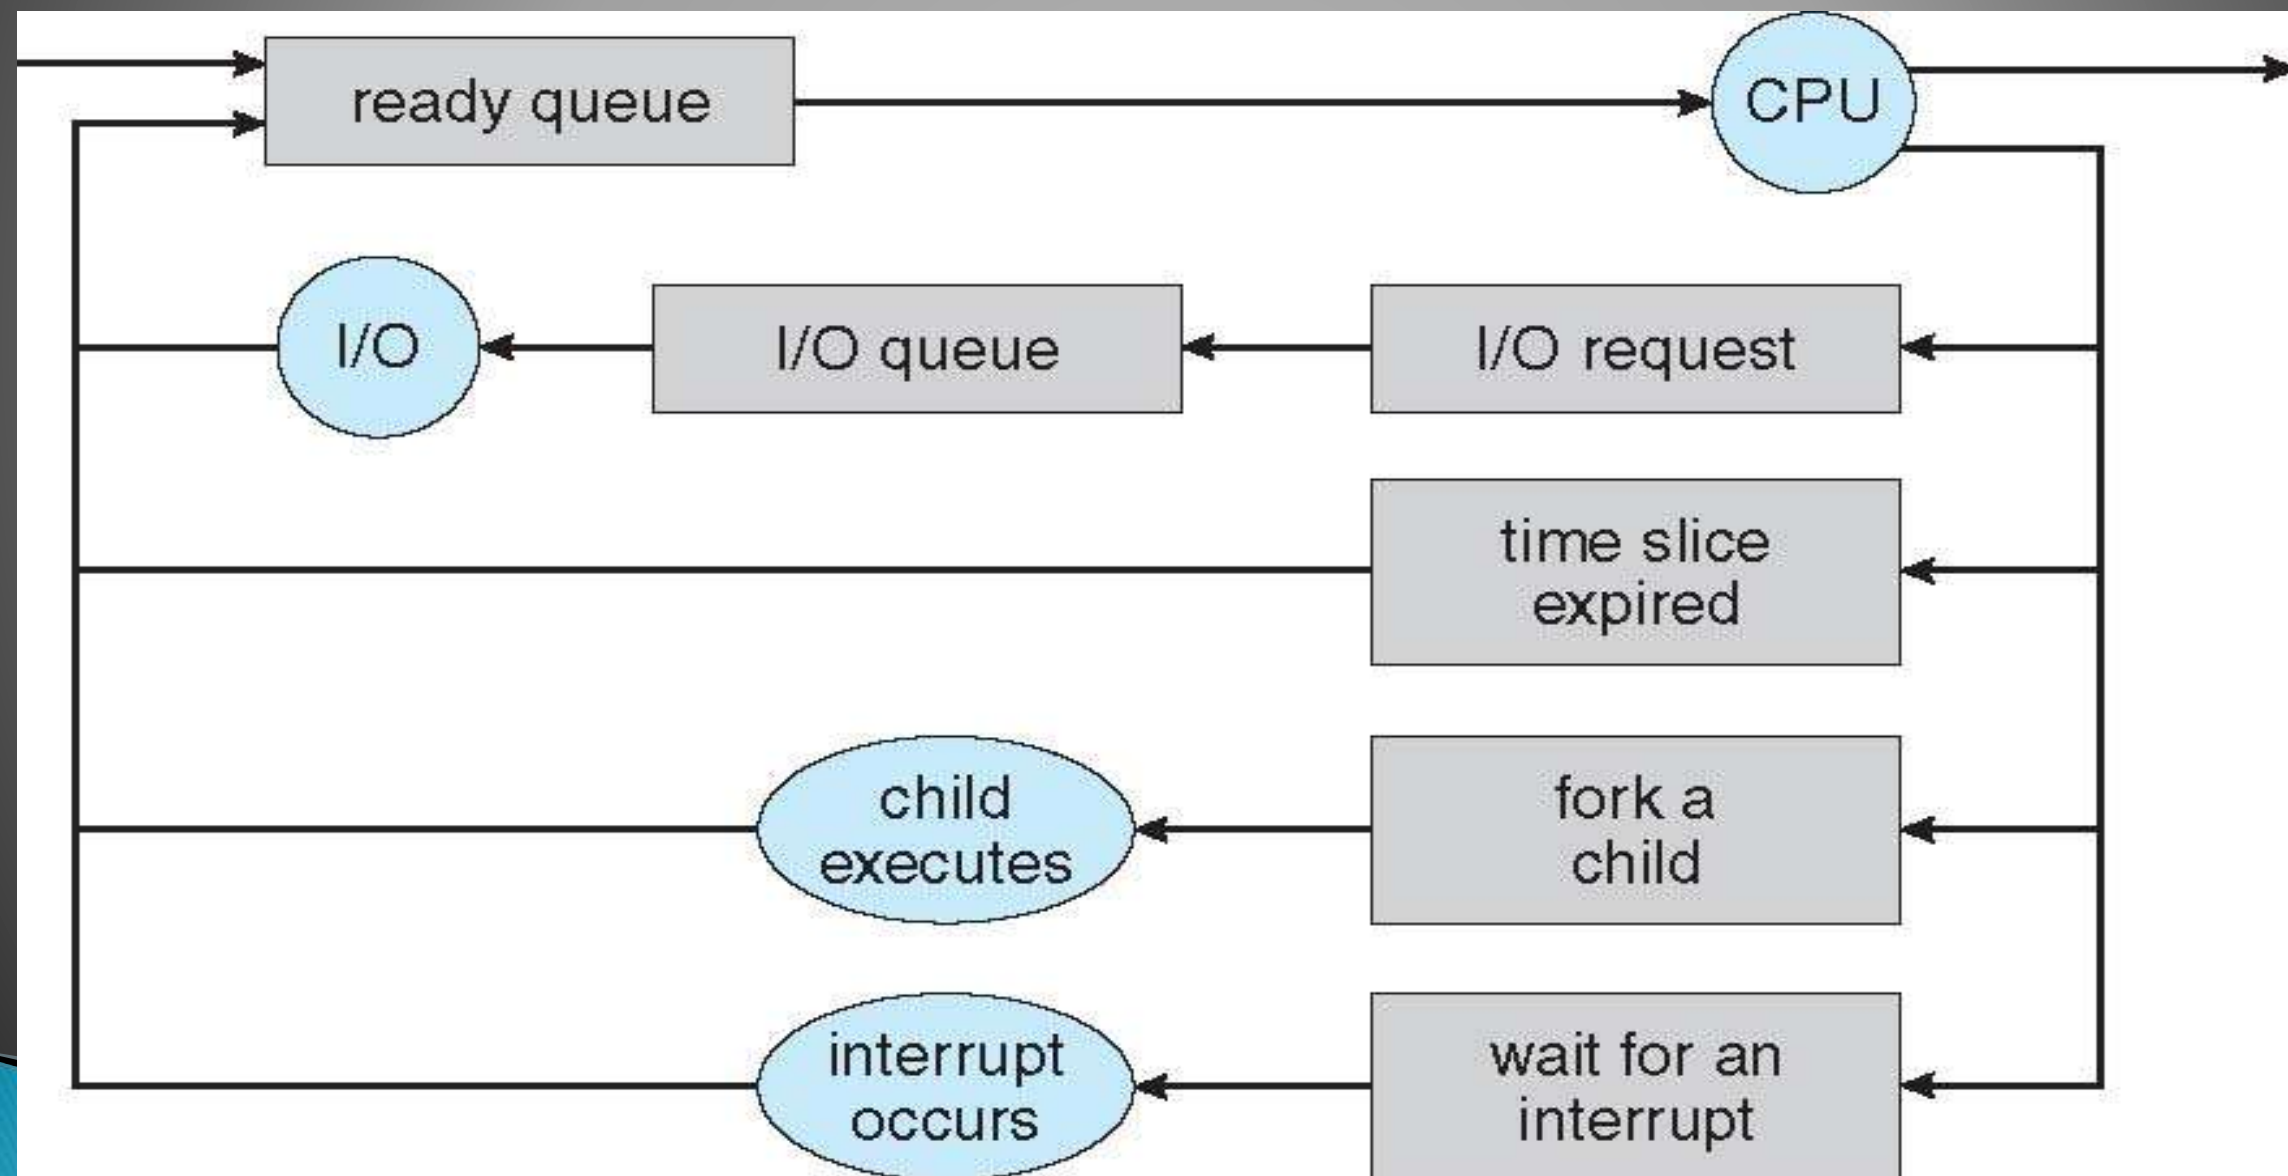 ready queue
CPU
I/O
I/O queue
I/O request
time slice
expired
child
executes
fork a
child
interrupt
occurs
wait for an
interrupt